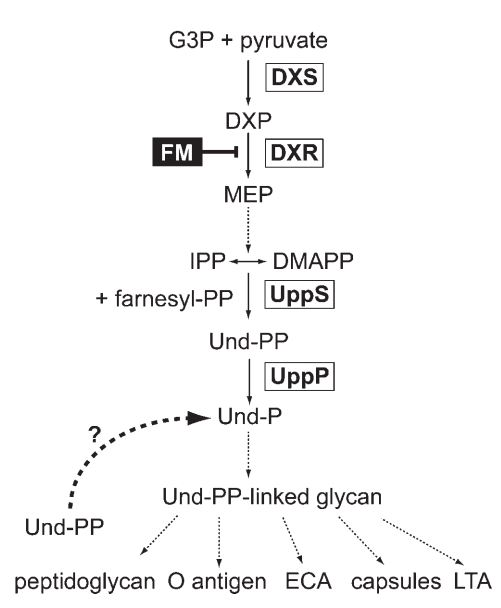 G3P + pyruvate
DXS
DXP
FM
DXR
MEP
IPP DMAPP
+ farnesyl-PP
UppS
Und-PP
UppP
Und-P
?
Und-PP-linked glycan
Und-PP
peptidoglycan O antigen ECA capsules LTA